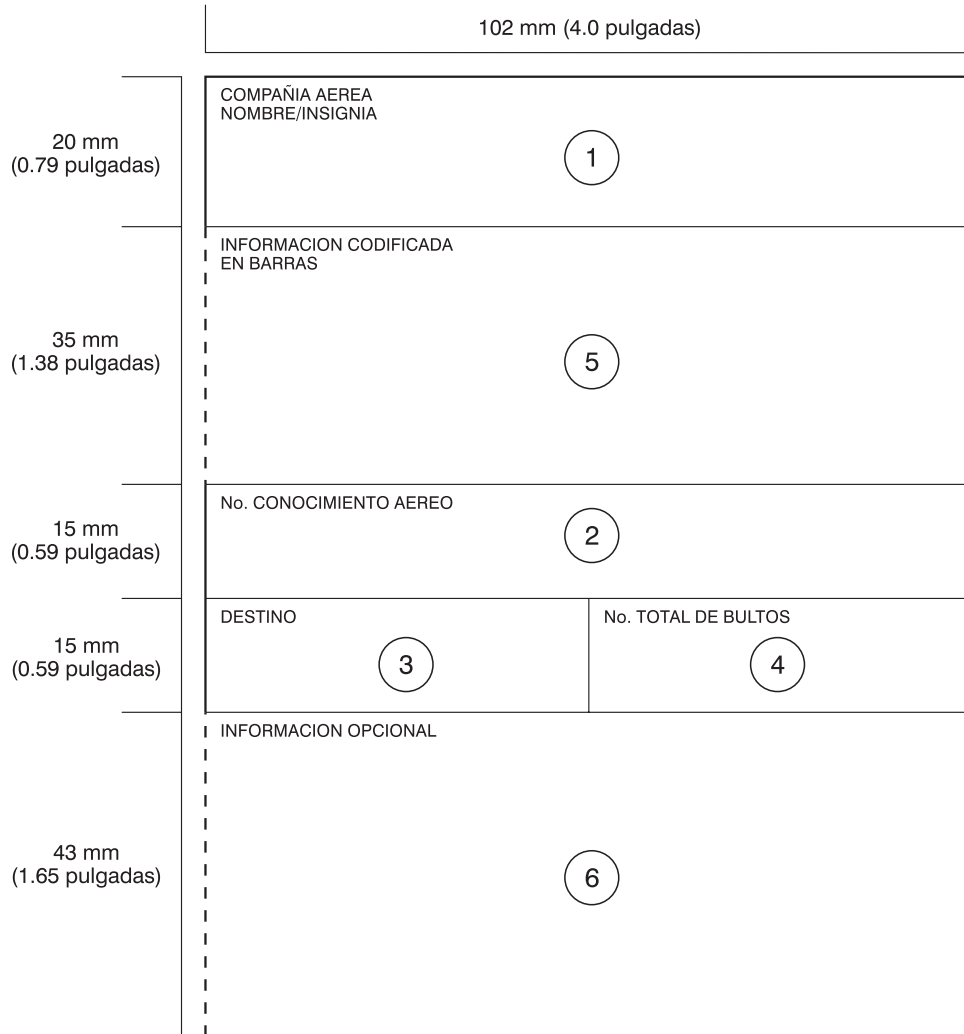 102 mm (4.0 pulgadas)
COMPAÑIA AEREA
NOMBRE/INSIGNIA
20 mm
(0.79 pulgadas)
1
INFORMACION CODIFICADA
EN BARRAS
35 mm
(1.38 pulgadas)
5
No. CONOCIMIENTO AEREO
15 mm
(0.59 pulgadas)
2
DESTINO
No. TOTAL DE BULTOS
15 mm
(0.59 pulgadas)
3
4
INFORMACION OPCIONAL
43 mm
(1.65 pulgadas)
6